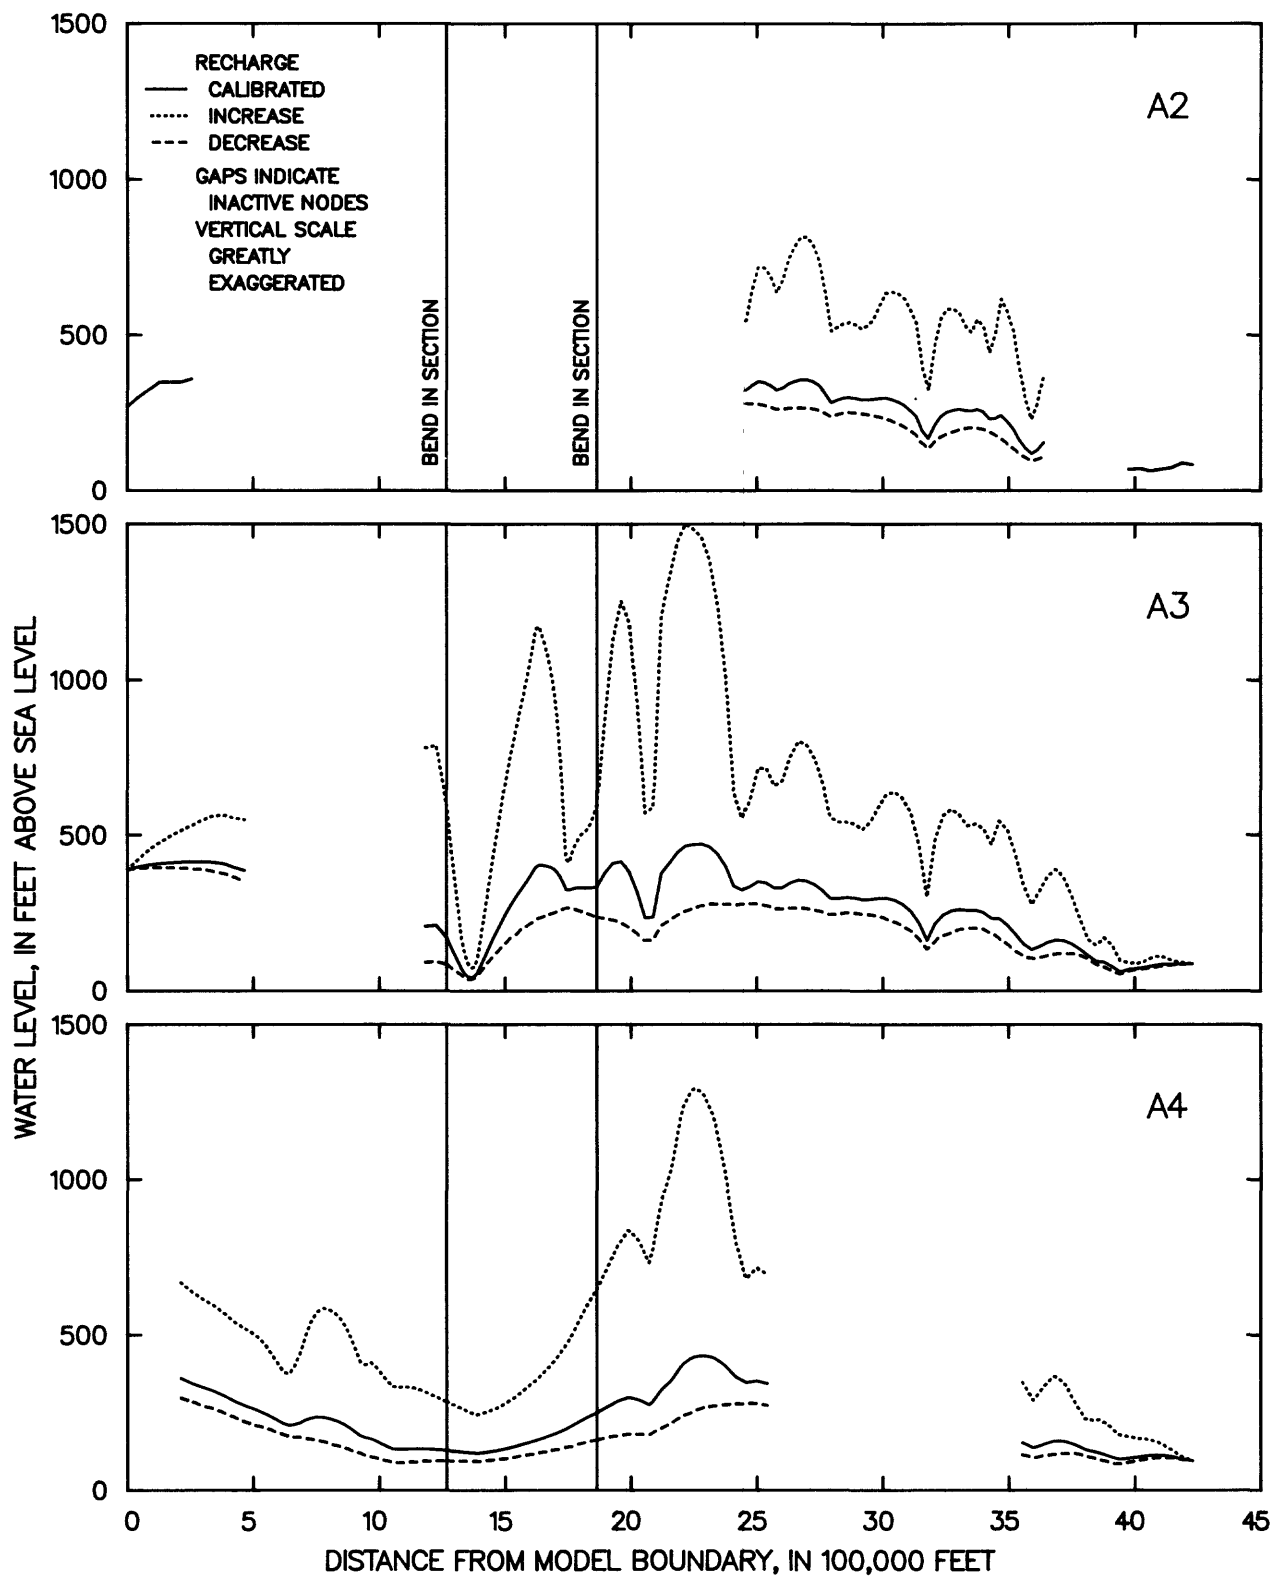 1500
1000
500
0
RECHARGE
CALIBRATED
INCREASE
DECREASE
GAPS INDICATE
INACTIVE NODES
VERTICAL SCALE
GREATLY
EXAGGERATED
BEND IN SECTION
BEND IN SECTION
A2
1500
1000
500
0
A3
1500
1000
500
0
A4
WATER LEVEL, IN FEET ABOVE SEA LEVEL
0 5 10 15 20 25 30 35 40 45
DISTANCE FROM MODEL BOUNDARY, IN 100,000 FEET